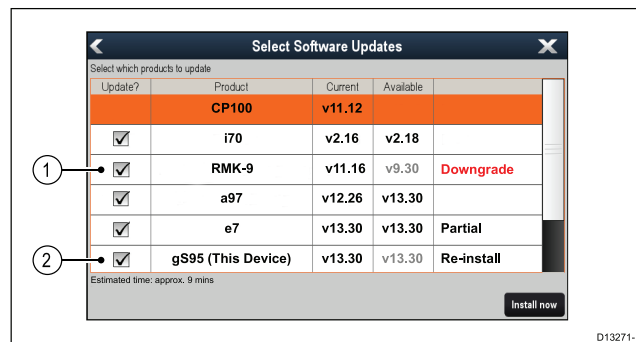 Select Software Updates
Select which products to update
Update? Product Current Available
CP100 v11.12
i70 v2.16 v2.18
1 RMK-9 v11.16 v9.30 Downgrade
a97 v12.26 v13.30
e7 v13.30 v13.30 Partial
2 gS95 (This Device) v13.30 v13.30 Re-install
Estimated time: approx. 9 mins
Install now
D13271-